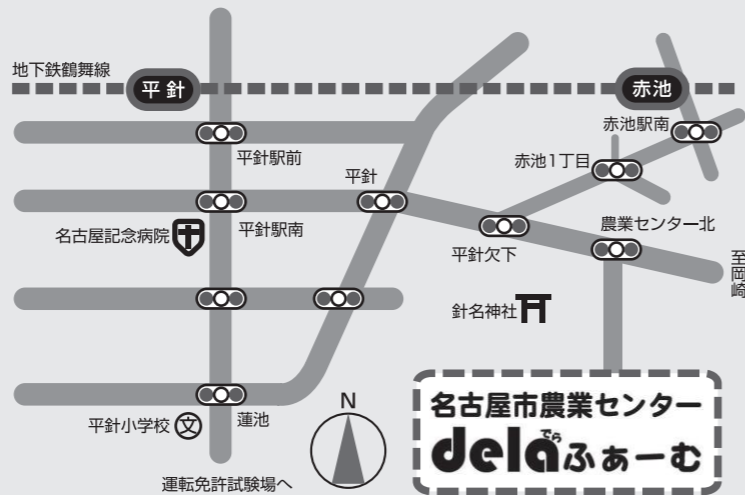 地下鉄鶴舞線
平針
赤池
赤池駅南
平針駅前
赤池1丁目
平針
名古屋記念病院
平針駅南
農業センター北
平針欠下
至岡崎
針名神社
平針小学校
文
蓮池
N
運転免許試験場へ
名古屋市農業センター
でら
delaふぁーむ